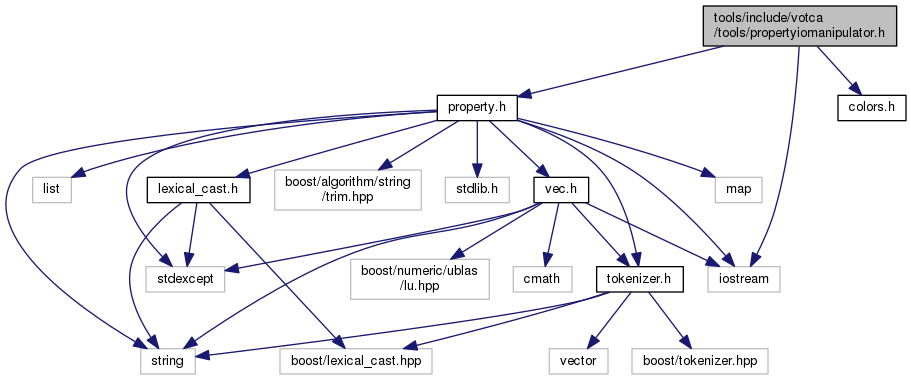 tools/include/votca
/tools/propertyiomanipulator.h
property.h
colors.h
list
lexical_cast.h
boost/algorithm/string
/trim.hpp
stdlib.h
vec.h
map
stdexcept
boost/numeric/ublas
/lu.hpp
cmath
tokenizer.h
iostream
string
boost/lexical_cast.hpp
vector
boost/tokenizer.hpp